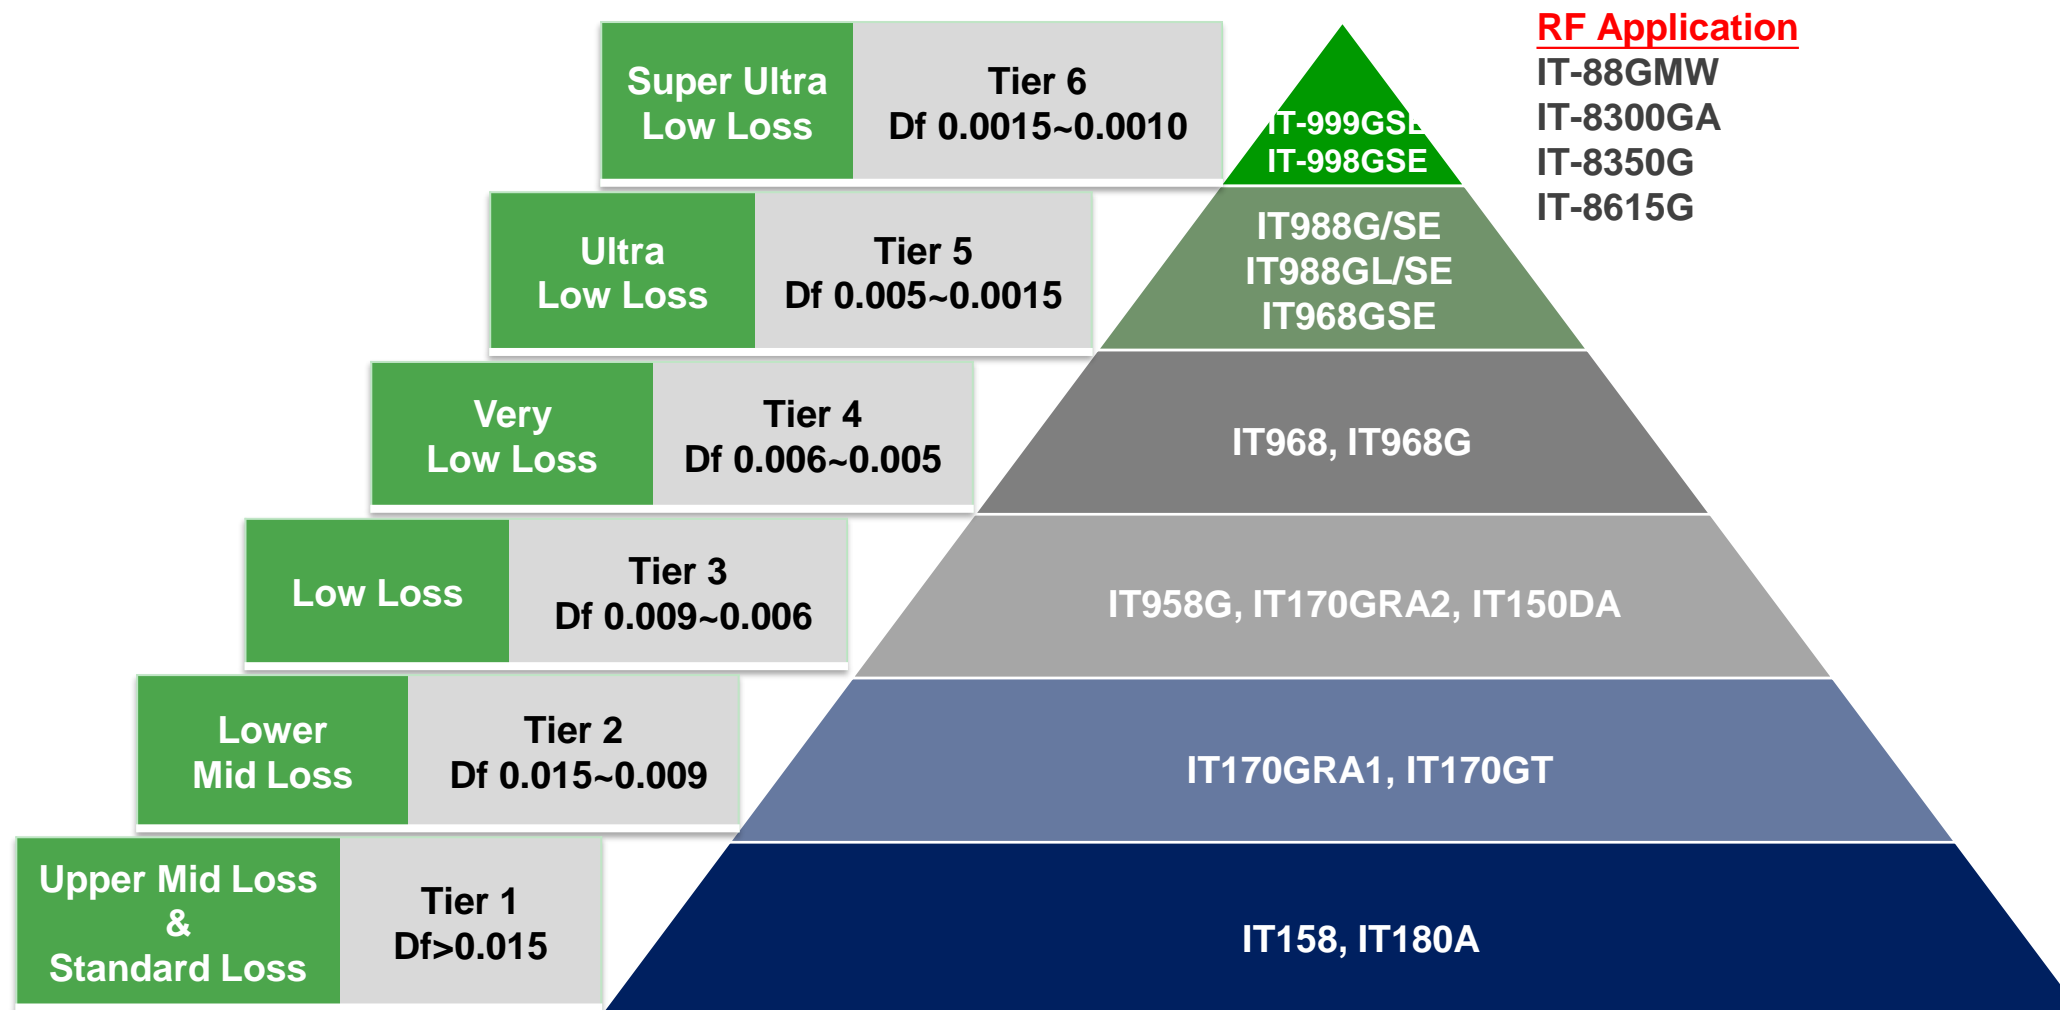 Super Ultra
Low Loss
Tier 6
Df 0.0015~0.0010
IT-999GSE
IT-998GSE
RF Application
IT-88GMW
IT-8300GA
IT-8350G
IT-8615G
Ultra
Low Loss
Tier 5
Df 0.005~0.0015
IT988G/SE
IT988GL/SE
IT968GSE
Very
Low Loss
Tier 4
Df 0.006~0.005
IT968, IT968G
Low Loss
Tier 3
Df 0.009~0.006
IT958G, IT170GRA2, IT150DA
Lower
Mid Loss
Tier 2
Df 0.015~0.009
IT170GRA1, IT170GT
Upper Mid Loss
&
Standard Loss
Tier 1
Df>0.015
IT158, IT180A